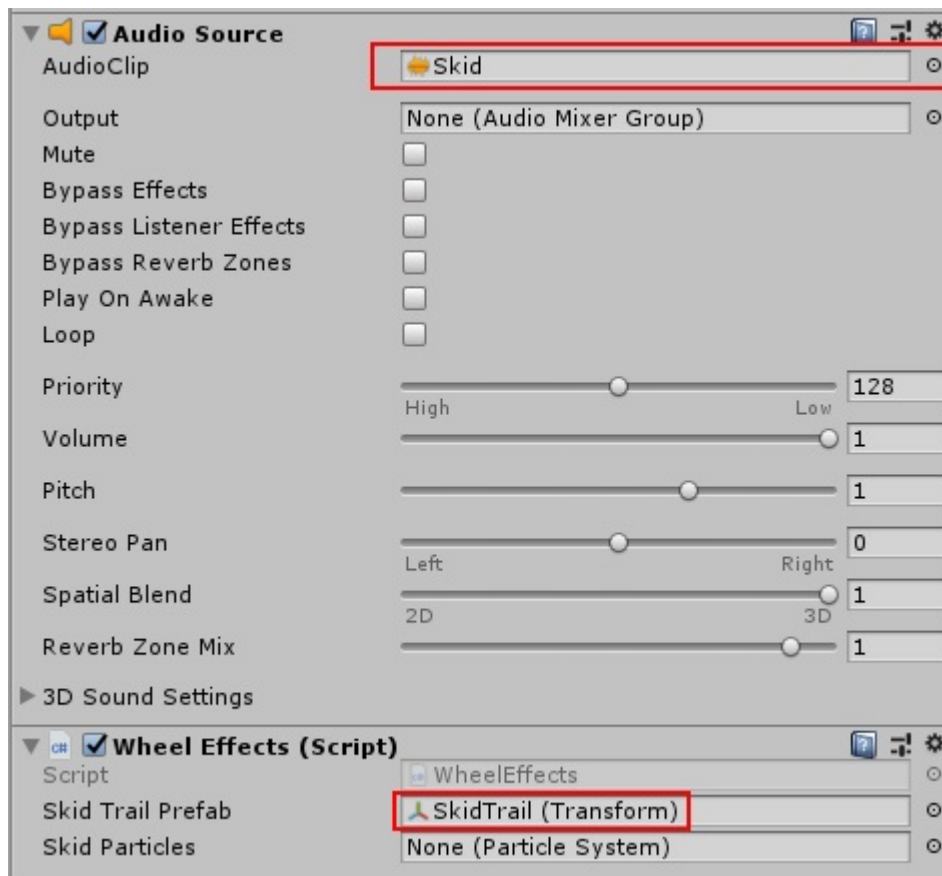 Audio Source
AudioClip Skid
Output None (Audio Mixer Group)
Mute
Bypass Effects
Bypass Listener Effects
Bypass Reverb Zones
Play On Awake
Loop
Priority 128
High Low
Volume 1
Pitch 1
Stereo Pan 0
Left Right
Spatial Blend 1
2D 3D
Reverb Zone Mix 1
3D Sound Settings
C# Wheel Effects (Script)
Script WheelEffects
Skid Trail Prefab SkidTrail (Transform)
Skid Particles None (Particle System)